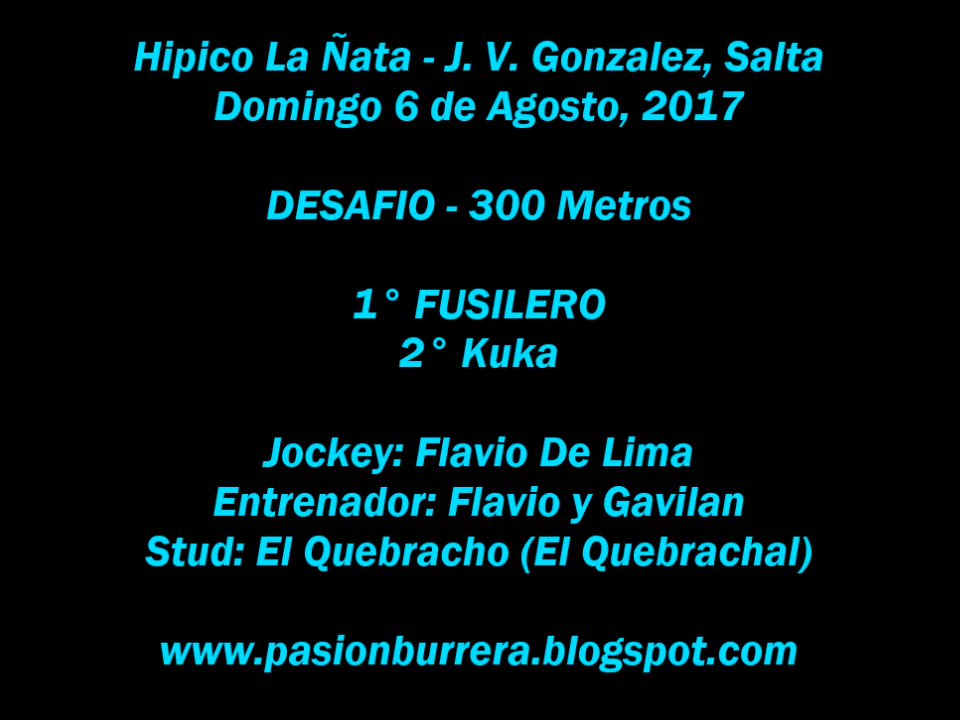 Hipico La Ñata - J. V. Gonzalez, Salta
Domingo 6 de Agosto, 2017
DESAFIO - 300 Metros
1° FUSILERO
2° Kuka
Jockey: Flavio De Lima
Entrenador: Flavio y Gavilan
Stud: El Quebracho (El Quebrachal)
www.pasionburrera.blogspot.com